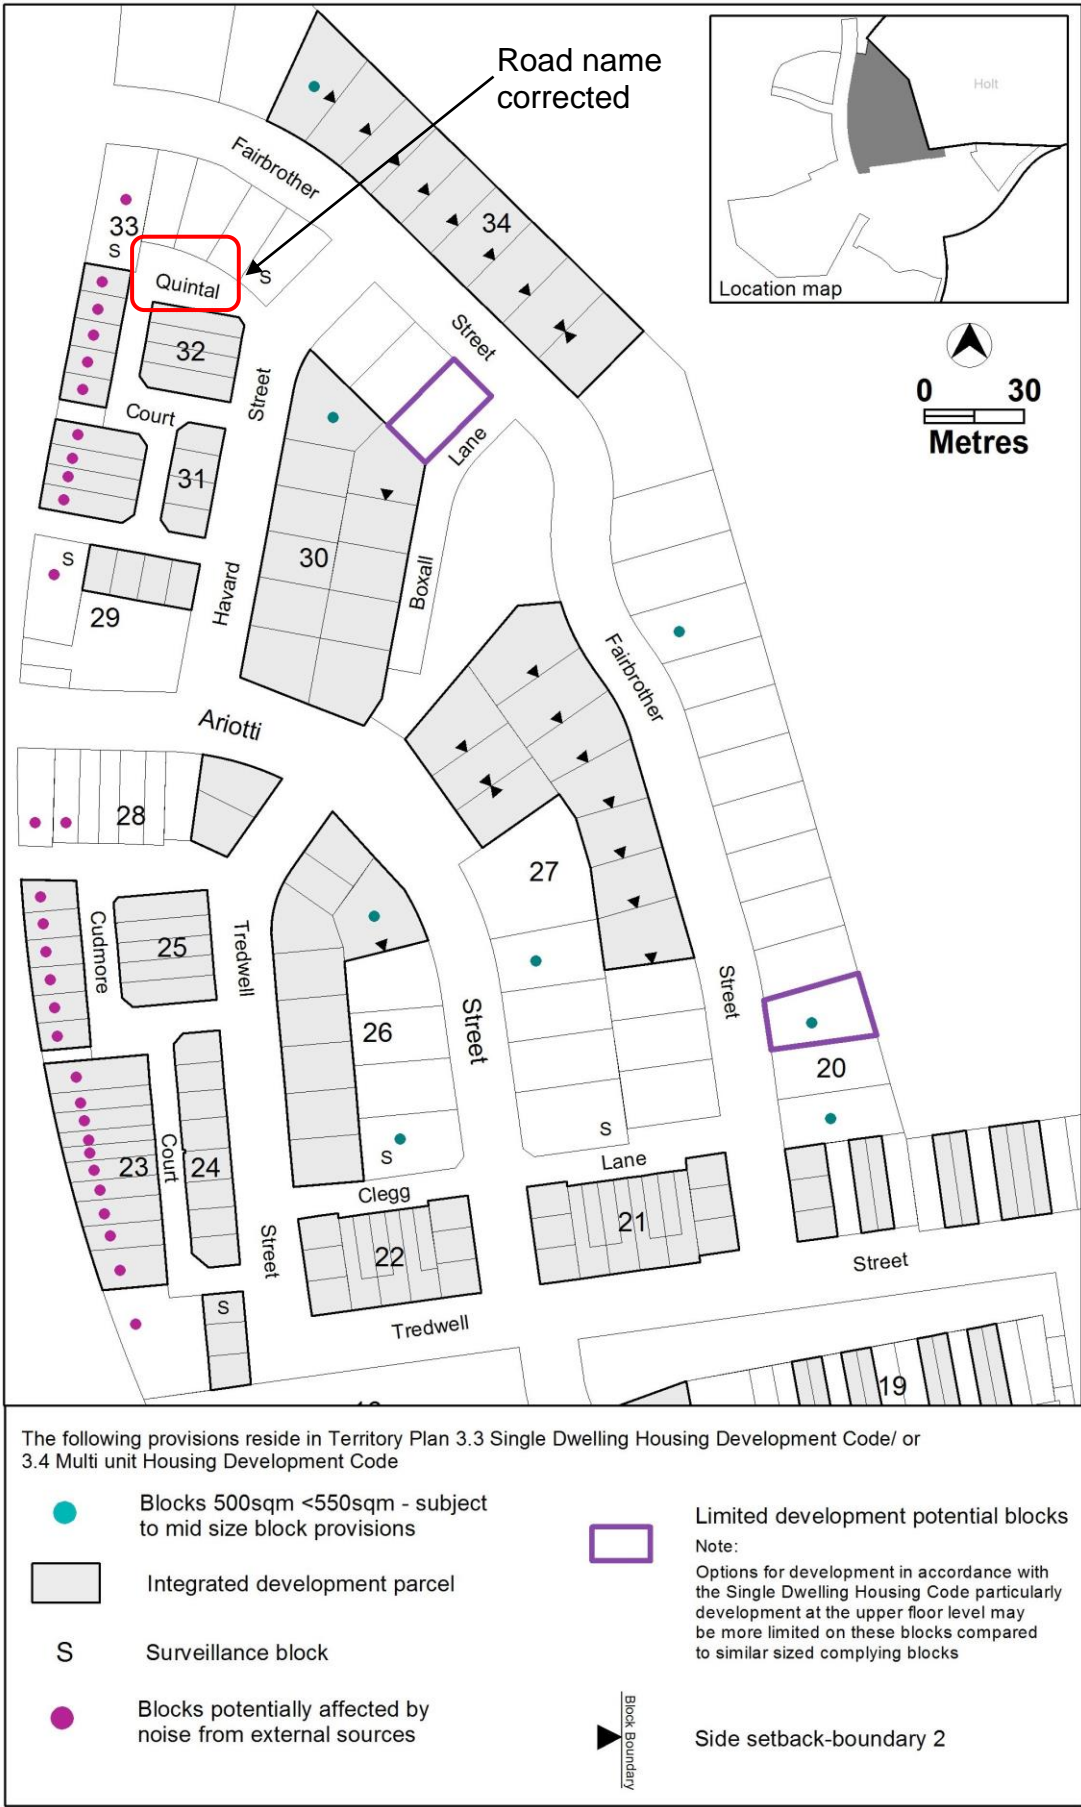 Road name
corrected
Holt
Location map
0 30
Metres
Fairbrother
Street
34
33
S
Quintal
S
32
Street
Court
31
Lane
30
Boxall
Havard
S
29
Ariotti
Fairbrother
28
27
25
Cudmore
Tredwell
26
Street
Street
20
S
S
Lane
Clegg
23
Court
24
Street
22
21
Street
S
Tredwell
19
The following provisions reside in Territory Plan 3.3 Single Dwelling Housing Development Code/ or
3.4 Multi unit Housing Development Code
Blocks 500sqm <550sqm - subject
to mid size block provisions
Integrated development parcel
S Surveillance block
Blocks potentially affected by
noise from external sources
Limited development potential blocks
Note:
Options for development in accordance with
the Single Dwelling Housing Code particularly
development at the upper floor level may
be more limited on these blocks compared
to similar sized complying blocks
Block Boundary
Side setback-boundary 2